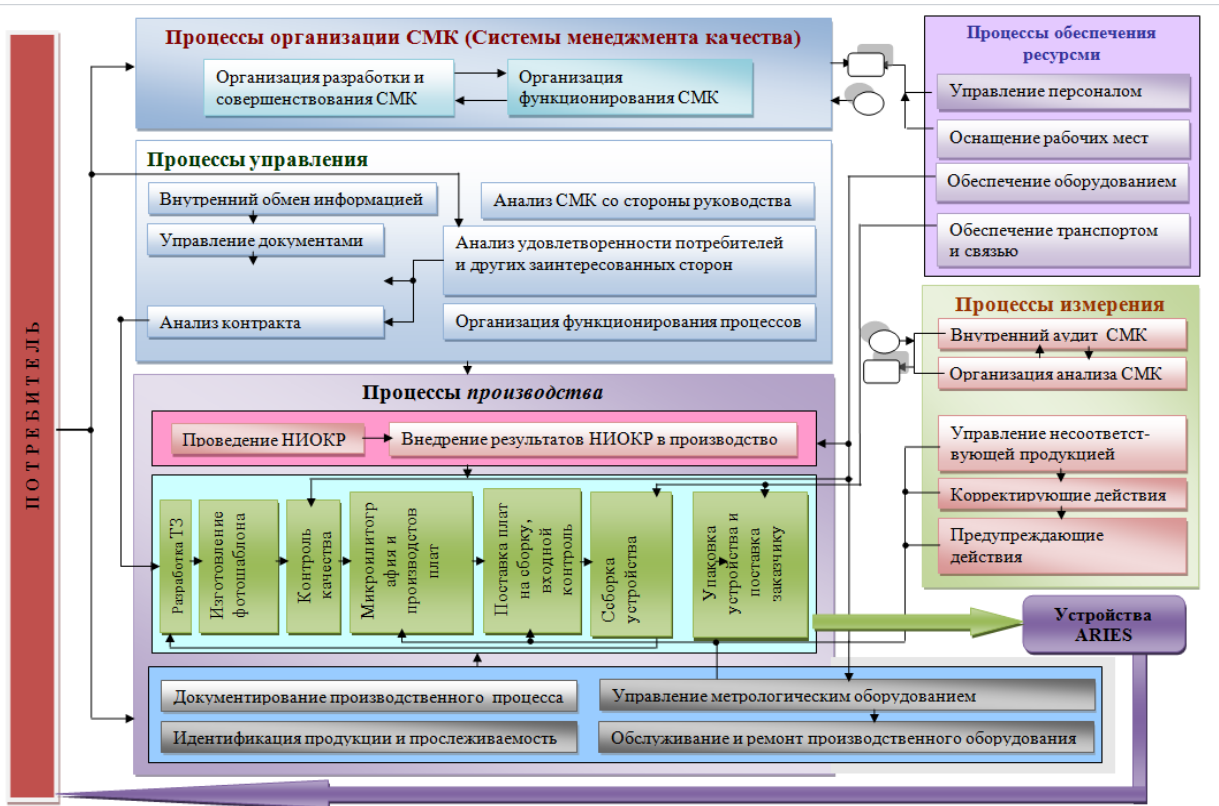 ПОТРЕБИТЕЛЬ
Процессы организации СМК (Системы менеджмента качества)
Организация разработки и
совершенствования СМК
Организация
функционирования СМК
Процессы управления
Внутренний обмен информацией
Управление документами
Анализ контракта
Анализ СМК со стороны руководства
Анализ удовлетворенности потребителей
и других заинтересованных сторон
Организация функционирования процессов
Процессы обеспечения
ресурсми
Управление персоналом
Оснащение рабочих мест
Обеспечение оборудованием
Обеспечение транспортом
и связью
Процессы измерения
Внутренний аудит СМК
Организация анализа СМК
Управление несоответст-
вующей продукцией
Корректирующие действия
Предупреждающие
действия
Процессы производства
Проведение НИОКР
Внедрение результатов НИОКР в производство
Разработка ТЗ
Изготовление
фотошаблона
Контроль
качества
Микроилитогр
афия и
производстов
плат
Поставка плат
на сборку,
входной
контроль
Ссборка
устройства
Упаковка
устройства и
поставка
заказчику
Устройства
ARIES
Документирование производственного процесса
Идентификация продукции и прослеживаемость
Управление метрологическим оборудованием
Обслуживание и ремонт производственного оборудования